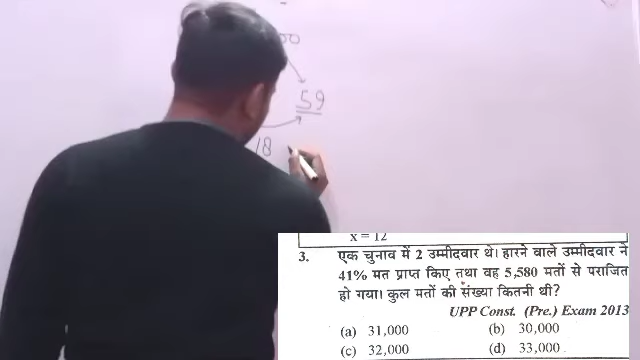 00
59
18
x = 12
3. एक चुनाव में 2 उम्मीदवार थे। हारने वाले उम्मीदवार ने
41% मत प्राप्त किए तथा वह 5,580 मतों से पराजित
हो गया। कुल मतों की संख्या कितनी थी?
UPP Const. (Pre.) Exam 2013
(a) 31,000 (b) 30,000
(c) 32,000 (d) 33,000